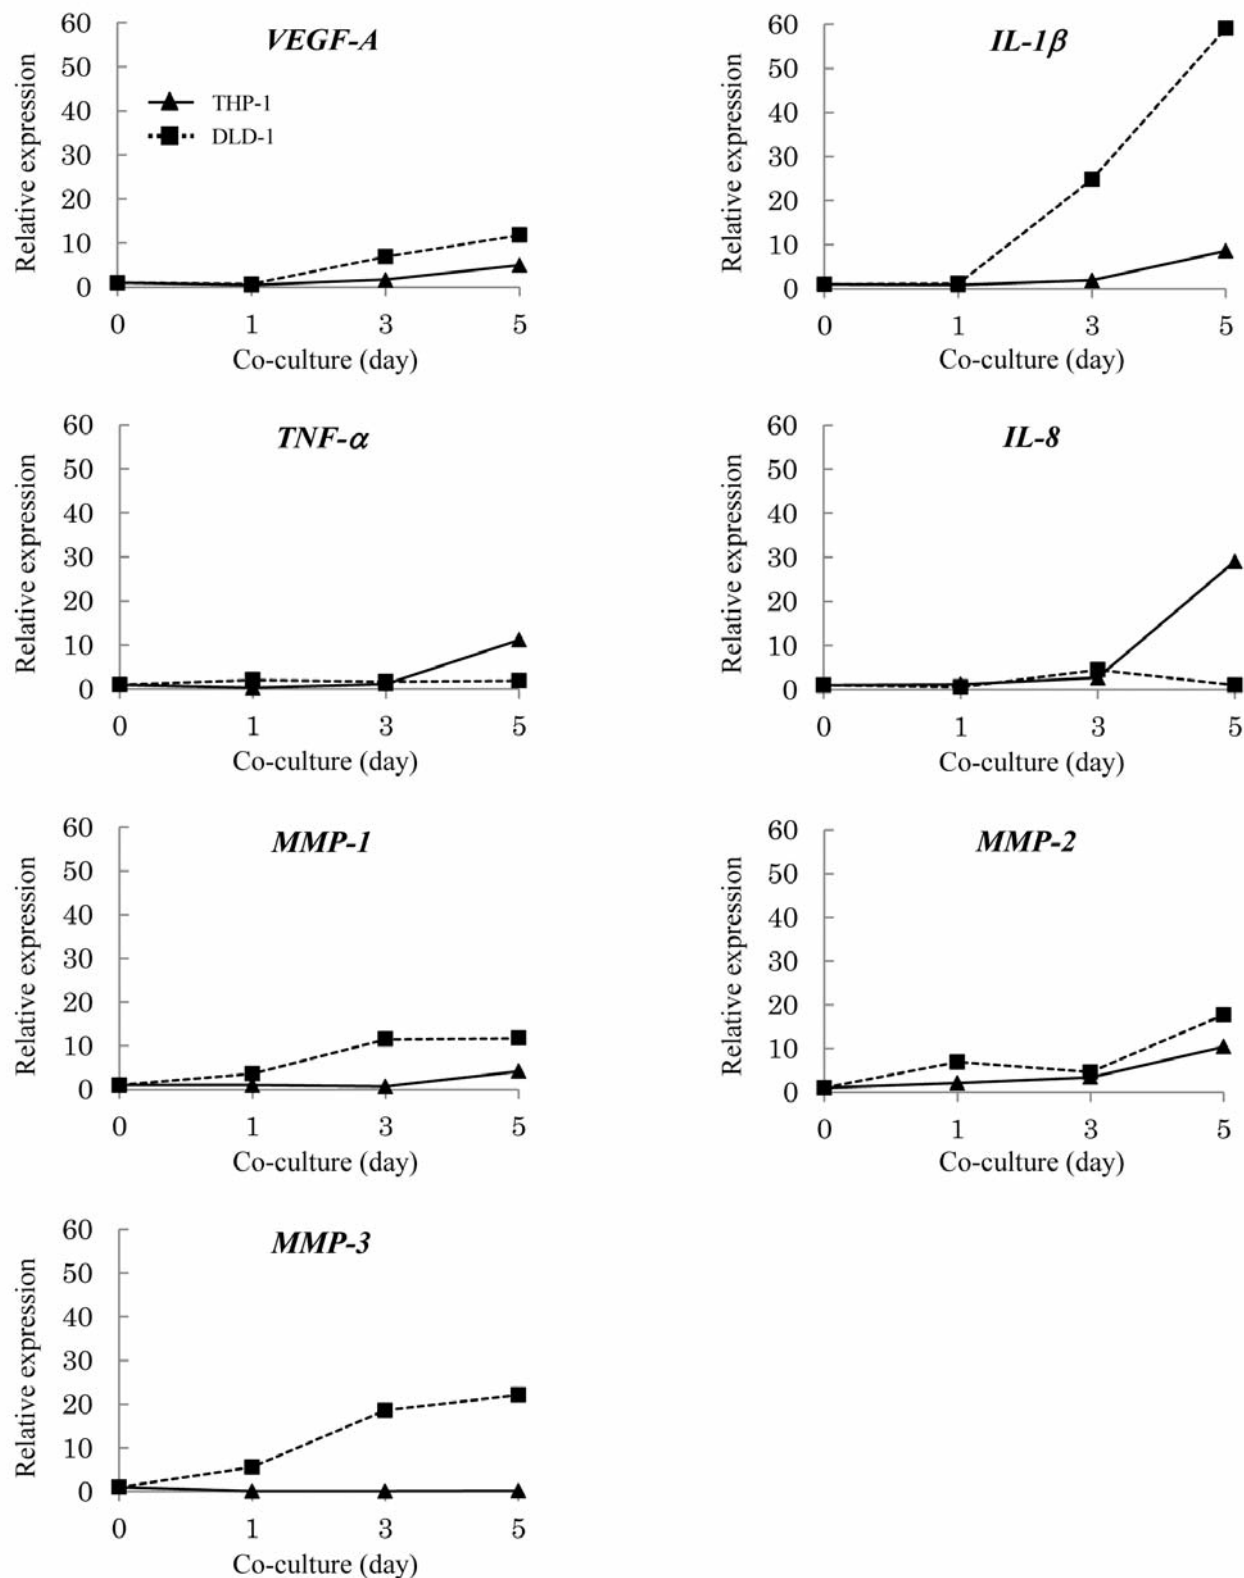 VEGF-A
Relative expression
60
50
40
30
20
10
0
THP-1
DLD-1
0 1 3 5
Co-culture (day)
IL-1β
Relative expression
60
50
40
30
20
10
0
0 1 3 5
Co-culture (day)
TNF-α
Relative expression
60
50
40
30
20
10
0
0 1 3 5
Co-culture (day)
IL-8
Relative expression
60
50
40
30
20
10
0
0 1 3 5
Co-culture (day)
MMP-1
Relative expression
60
50
40
30
20
10
0
0 1 3 5
Co-culture (day)
MMP-2
Relative expression
60
50
40
30
20
10
0
0 1 3 5
Co-culture (day)
MMP-3
Relative expression
60
50
40
30
20
10
0
0 1 3 5
Co-culture (day)